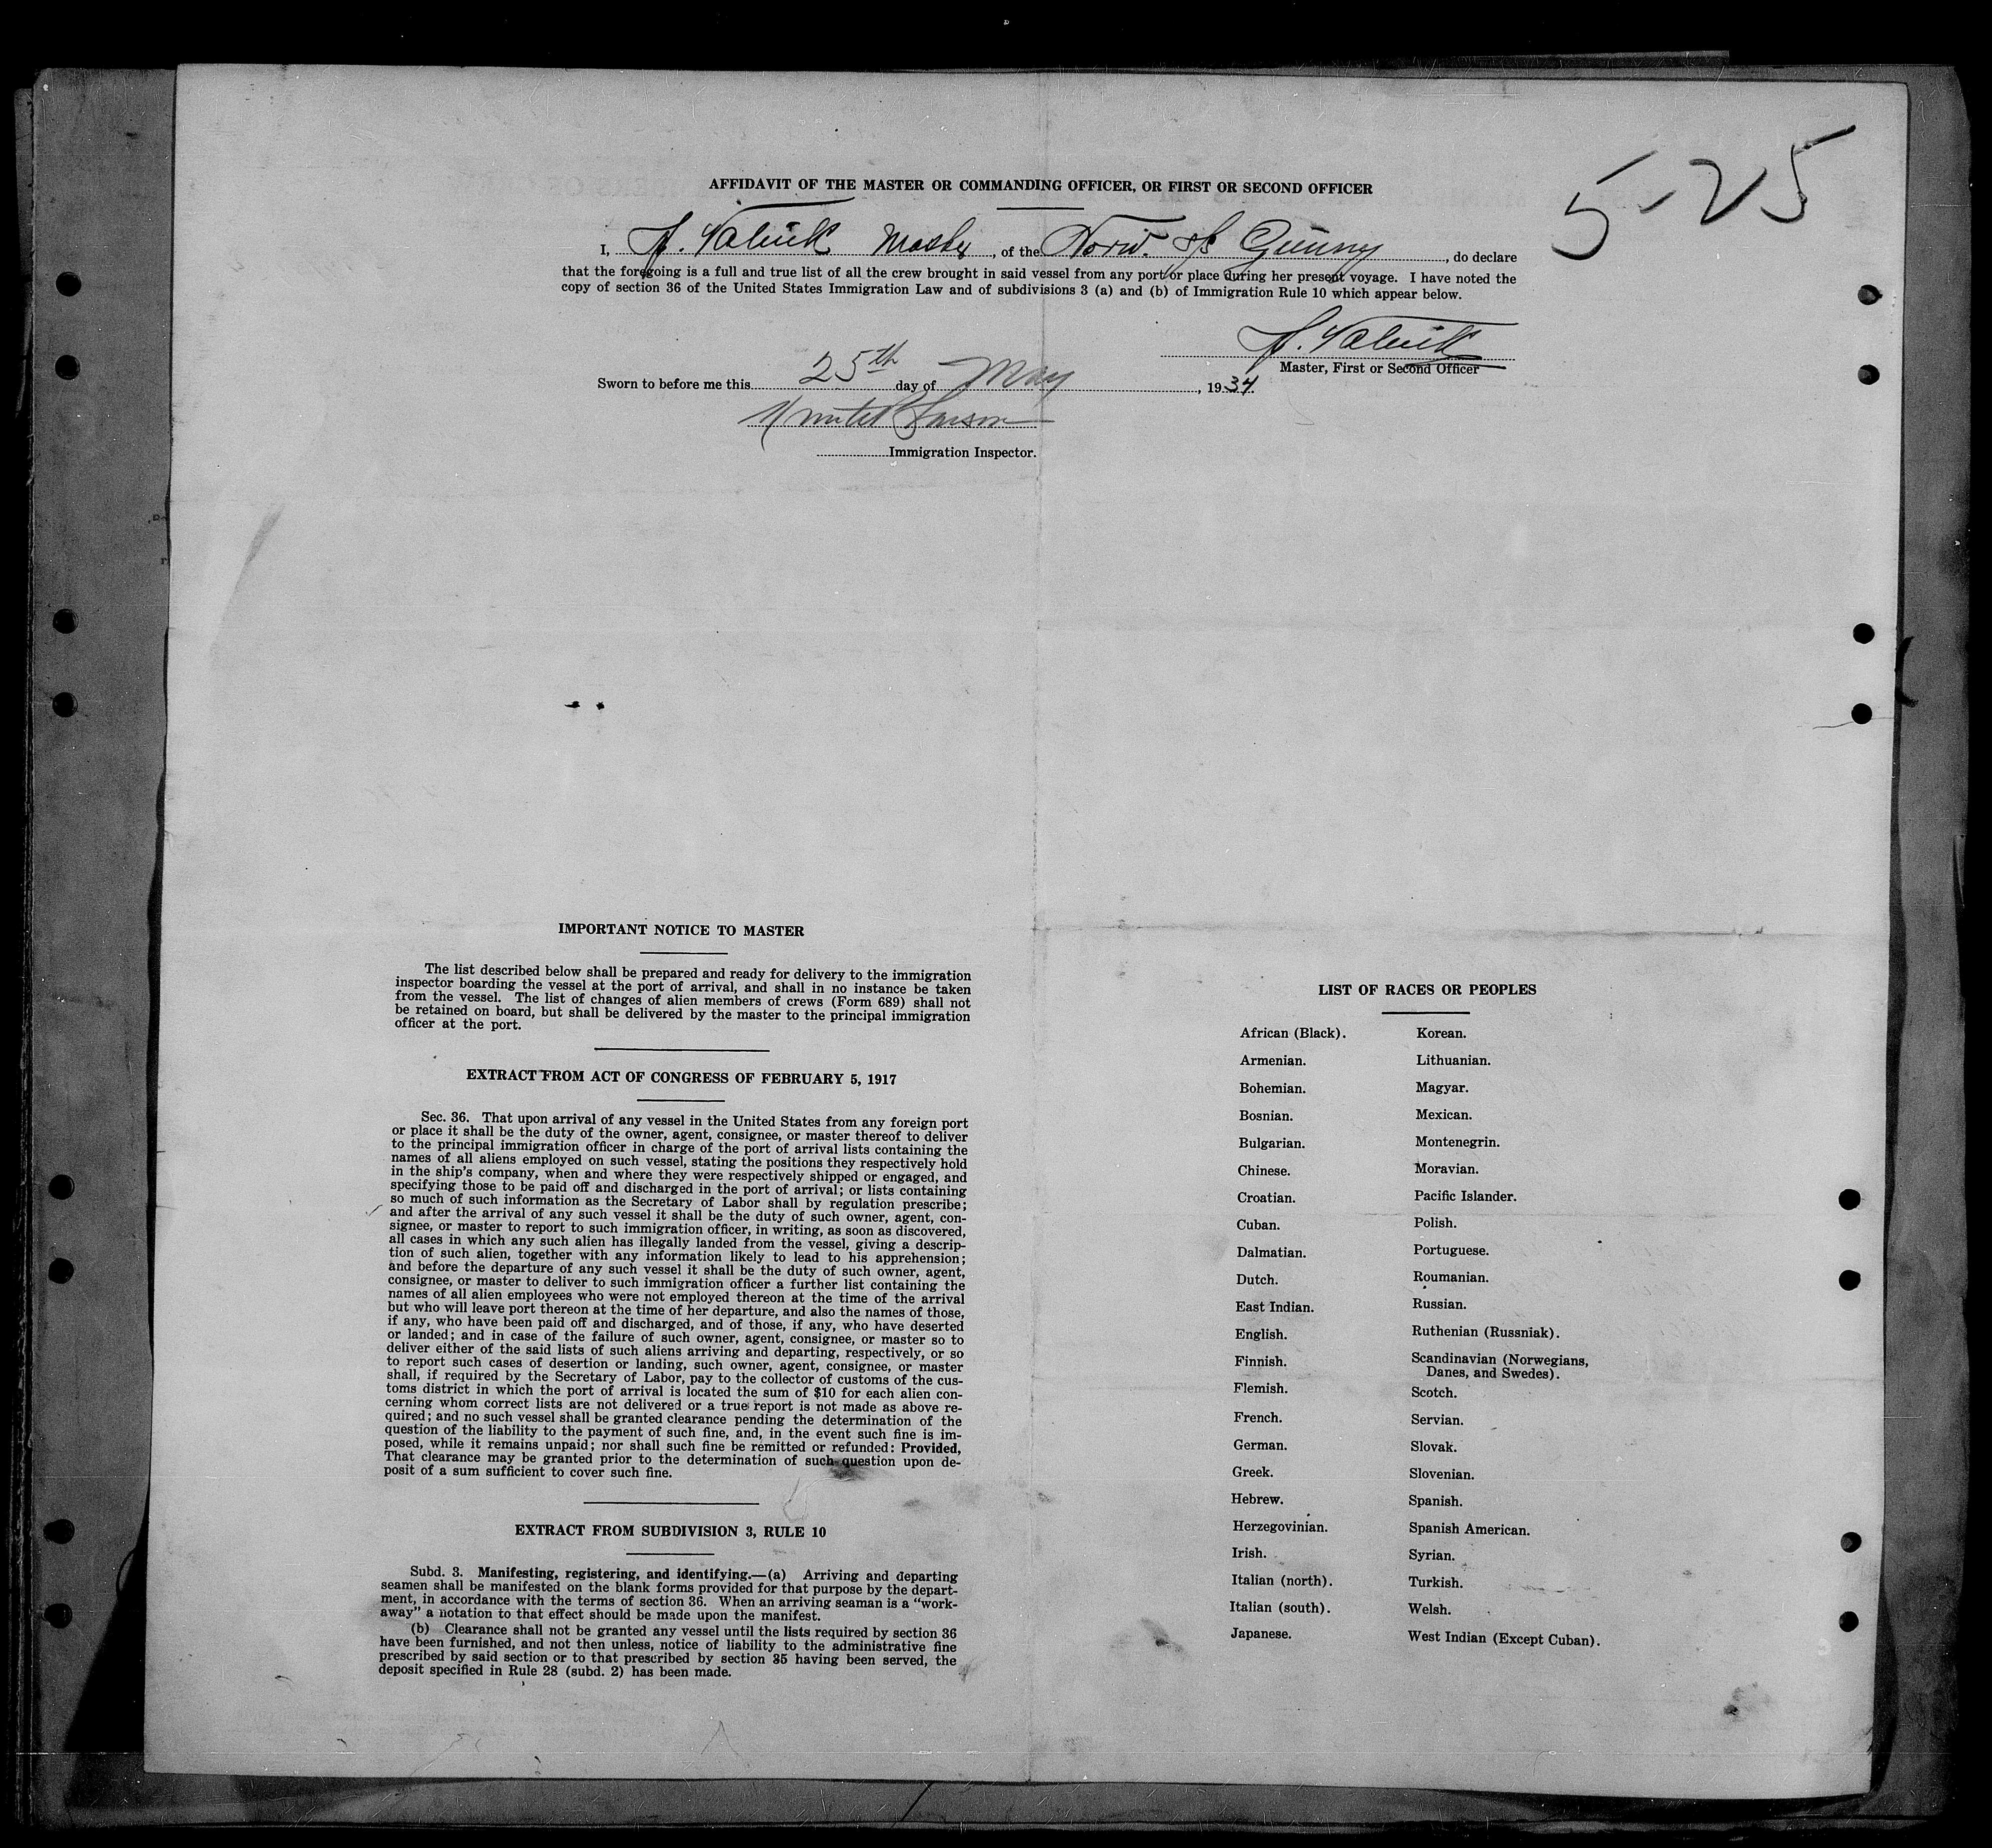 5-25
AFFIDAVIT OF THE MASTER OR COMMANDING OFFICER, OR FIRST OR SECOND OFFICER
I, Master, of the Norw. s/s Gunny, do declare
that the foregoing is a full and true list of all the crew brought in said vessel from any port or place during her present voyage. I have noted the
copy of section 36 of the United States Immigration Law and of subdivisions 3 (a) and (b) of Immigration Rule 10 which appear below.
Master, First or Second Officer
Sworn to before me this 25th day of May, 1934
Immigration Inspector.
IMPORTANT NOTICE TO MASTER
The list described below shall be prepared and ready for delivery to the immigration
inspector boarding the vessel at the port of arrival, and shall in no instance be taken
from the vessel. The list of changes of alien members of crews (Form 689) shall not
be retained on board, but shall be delivered by the master to the principal immigration
officer at the port.
EXTRACT FROM ACT OF CONGRESS OF FEBRUARY 5, 1917
Sec. 36. That upon arrival of any vessel in the United States from any foreign port
or place it shall be the duty of the owner, agent, consignee, or master thereof to deliver
to the principal immigration officer in charge of the port of arrival lists containing the
names of all aliens employed on such vessel, stating the positions they respectively hold
in the ship's company, when and where they were respectively shipped or engaged, and
specifying those to be paid off and discharged in the port of arrival; or lists containing
so much of such information as the Secretary of Labor shall by regulation prescribe;
and after the arrival of any such vessel it shall be the duty of such owner, agent, con-
signee, or master to report to such immigration officer, in writing, as soon as discovered,
all cases in which any such alien has illegally landed from the vessel, giving a descrip-
tion of such alien, together with any information likely to lead to his apprehension;
and before the departure of any such vessel it shall be the duty of such owner, agent,
consignee, or master to deliver to such immigration officer a further list containing the
names of all alien employees who were not employed thereon at the time of the arrival
but who will leave port thereon at the time of her departure, and also the names of those,
if any, who have been paid off and discharged, and of those, if any, who have deserted
or landed; and in case of the failure of such owner, agent, consignee, or master so to
deliver either of the said lists of such aliens arriving and departing, respectively, or so
to report such cases of desertion or landing, such owner, agent, consignee, or master
shall, if required by the Secretary of Labor, pay to the collector of customs of the cus-
toms district in which the port of arrival is located the sum of $10 for each alien con-
cerning whom correct lists are not delivered or a true report is not made as above re-
quired; and no such vessel shall be granted clearance pending the determination of the
question of the liability to the payment of such fine, and, in the event such fine is im-
posed, while it remains unpaid; nor shall such fine be remitted or refunded: Provided,
That clearance may be granted prior to the determination of such question upon de-
posit of a sum sufficient to cover such fine.
EXTRACT FROM SUBDIVISION 3, RULE 10
Subd. 3. Manifesting, registering, and identifying.—(a) Arriving and departing
seamen shall be manifested on the blank forms provided for that purpose by the depart-
ment, in accordance with the terms of section 36. When an arriving seaman is a "work-
away" a notation to that effect should be made upon the manifest.
(b) Clearance shall not be granted any vessel until the lists required by section 36
have been furnished, and not then unless, notice of liability to the administrative fine
prescribed by said section or to that prescribed by section 35 having been served, the
deposit specified in Rule 28 (subd. 2) has been made.
LIST OF RACES OR PEOPLES
African (Black).
Armenian.
Bohemian.
Bosnian.
Bulgarian.
Chinese.
Croatian.
Cuban.
Dalmatian.
Dutch.
East Indian.
English.
Finnish.
Flemish.
French.
German.
Greek.
Hebrew.
Herzegovinian.
Irish.
Italian (north).
Italian (south).
Japanese.
Korean.
Lithuanian.
Magyar.
Mexican.
Montenegrin.
Moravian.
Pacific Islander.
Polish.
Portuguese.
Roumanian.
Russian.
Ruthenian (Russniak).
Scandinavian (Norwegians,
Danes, and Swedes).
Scotch.
Servian.
Slovak.
Slovenian.
Spanish.
Spanish American.
Syrian.
Turkish.
Welsh.
West Indian (Except Cuban).